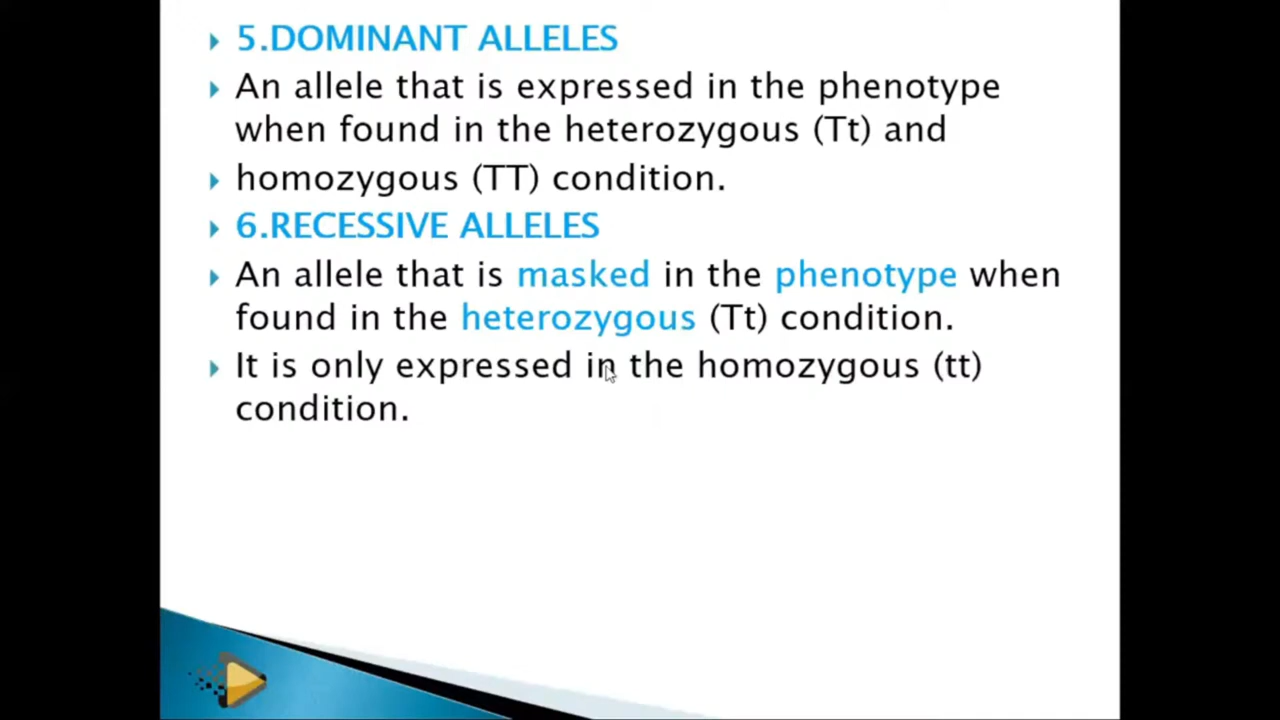 5.DOMINANT ALLELES
An allele that is expressed in the phenotype
when found in the heterozygous (Tt) and
homozygous (TT) condition.
6.RECESSIVE ALLELES
An allele that is masked in the phenotype when
found in the heterozygous (Tt) condition.
It is only expressed in the homozygous (tt)
condition.